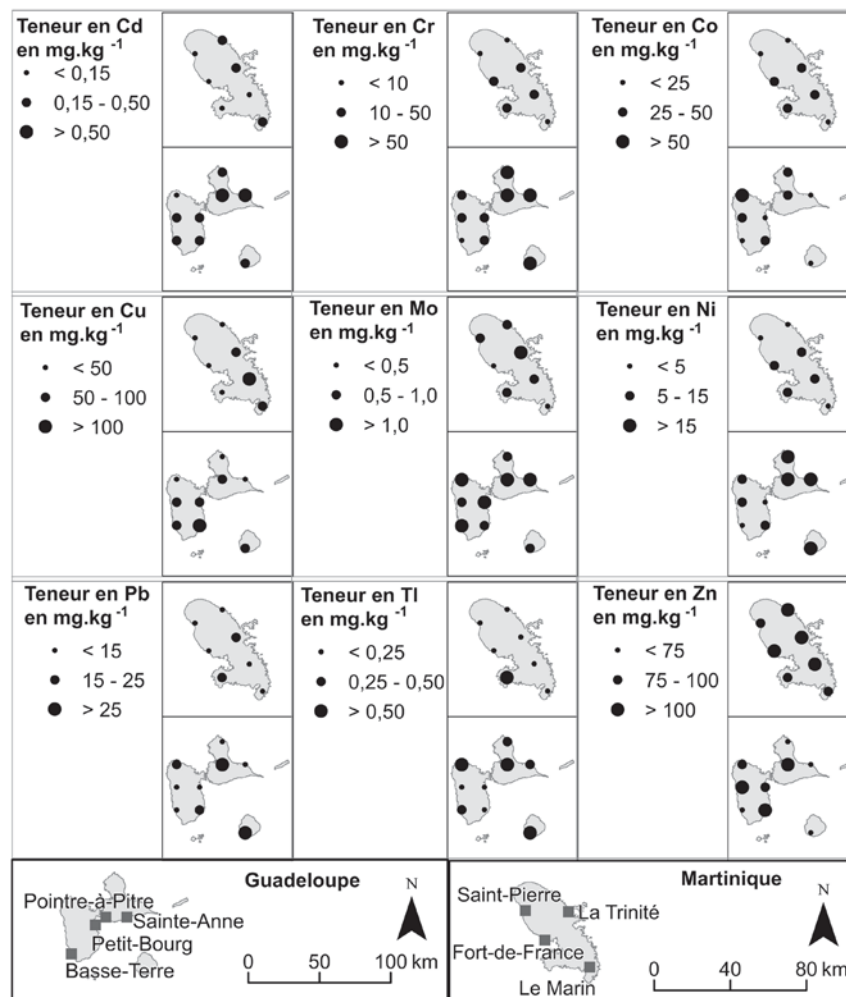 Teneur en Cd
en mg.kg -1
< 0,15
0,15 - 0,50
> 0,50
Teneur en Cr
en mg.kg -1
< 10
10 - 50
> 50
Teneur en Co
en mg.kg -1
< 25
25 - 50
> 50
Teneur en Cu
en mg.kg -1
< 50
50 - 100
> 100
Teneur en Mo
en mg.kg -1
< 0,5
0,5 - 1,0
> 1,0
Teneur en Ni
en mg.kg -1
< 5
5 - 15
> 15
Teneur en Pb
en mg.kg -1
< 15
15 - 25
> 25
Teneur en Tl
en mg.kg -1
< 0,25
0,25 - 0,50
> 0,50
Teneur en Zn
en mg.kg -1
< 75
75 - 100
> 100
Guadeloupe
N
Pointre-à-Pitre
Sainte-Anne
Petit-Bourg
Basse-Terre
0 50 100 km
Martinique
N
Saint-Pierre
La Trinité
Fort-de-France
Le Marin
0 40 80 km